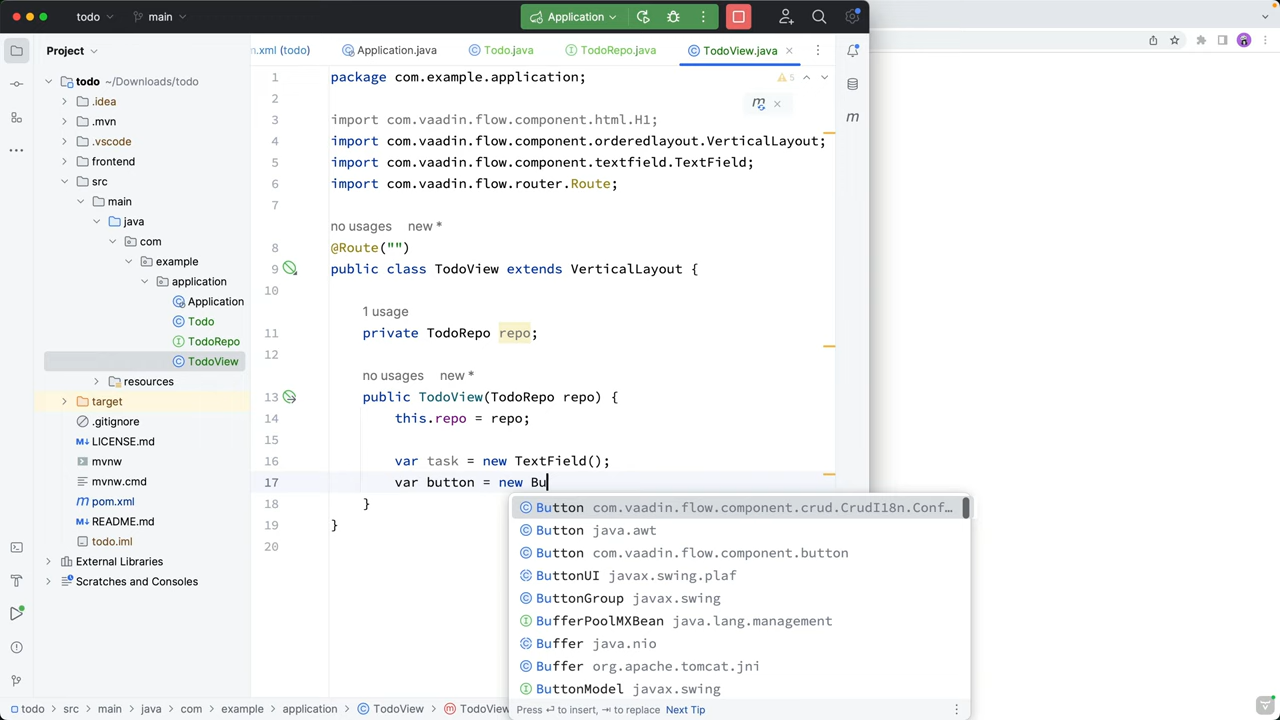 todo main Application
Project
n.xml (todo) Application.java Todo.java TodoRepo.java TodoView.java
todo ~/Downloads/todo
.idea
.mvn
.vscode
frontend
src
main
java
com
example
application
Application
Todo
TodoRepo
TodoView
resources
target
.gitignore
LICENSE.md
mvnw
mvnw.cmd
pom.xml
README.md
todo.iml
External Libraries
Scratches and Consoles
5
1 package com.example.application;
2
3 import com.vaadin.flow.component.html.H1;
4 import com.vaadin.flow.component.orderedlayout.VerticalLayout;
5 import com.vaadin.flow.component.textfield.TextField;
6 import com.vaadin.flow.router.Route;
7
no usages new *
8 @Route("")
9 public class TodoView extends VerticalLayout {
10
1 usage
11 private TodoRepo repo;
12
no usages new *
13 public TodoView(TodoRepo repo) {
14 this.repo = repo;
15
16 var task = new TextField();
17 var button = new Bu
18 }
19 }
20
Button com.vaadin.flow.component.crud.CrudI18n.Conf…
Button java.awt
Button com.vaadin.flow.component.button
ButtonUI javax.swing.plaf
ButtonGroup javax.swing
BufferPoolMXBean java.lang.management
Buffer java.nio
Buffer org.apache.tomcat.jni
ButtonModel javax.swing
Press ⏎ to insert, ⇥ to replace Next Tip
todo src main java com example application TodoView TodoView